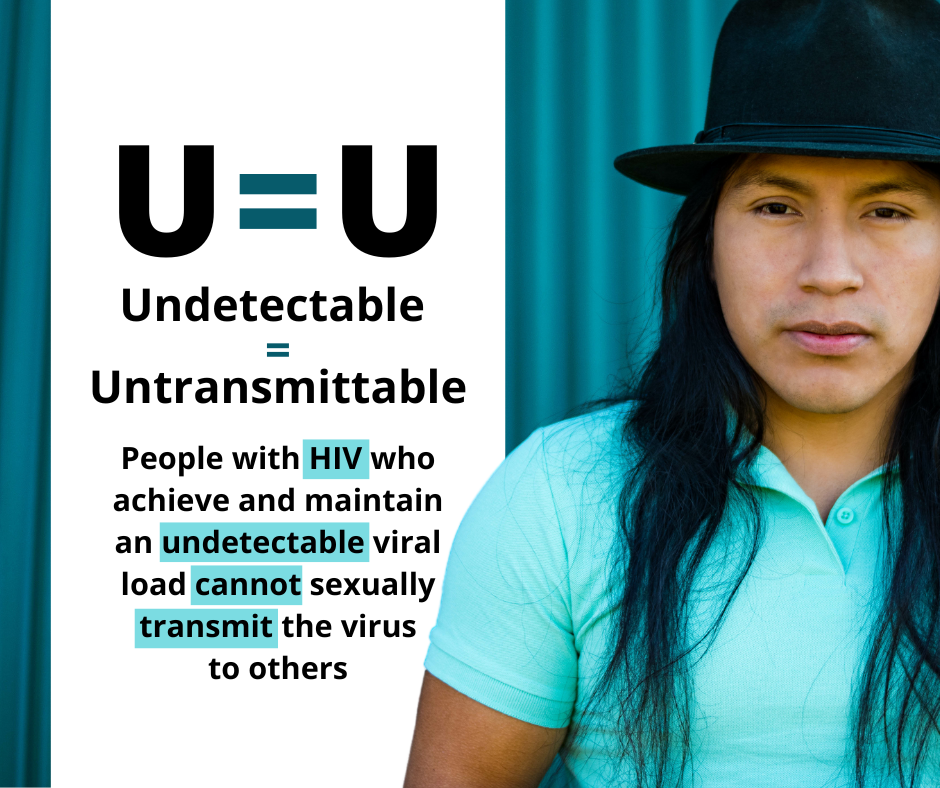 U=U
Undetectable
=
Untransmittable
People with HIV who
achieve and maintain
an undetectable viral
load cannot sexually
transmit the virus
to others